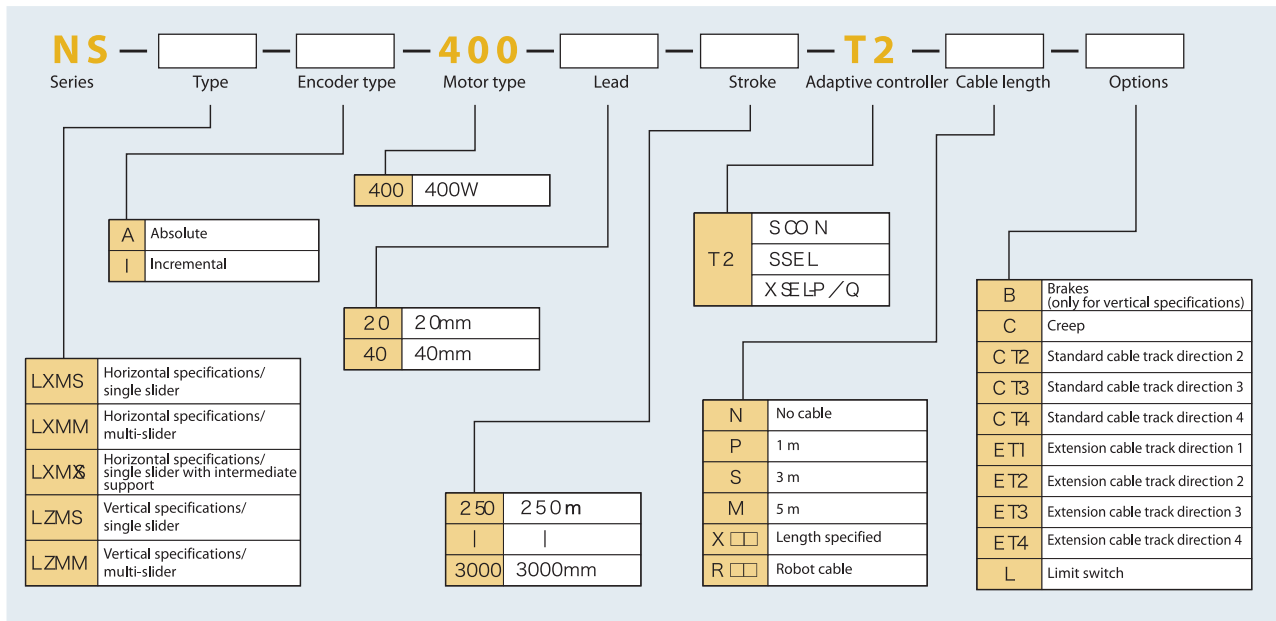 NS — — — 400 — — — T2 — —
Series Type Encoder type Motor type Lead Stroke Adaptive controller Cable length Options
400 400W
A Absolute
I Incremental
T2
SCON
SSEL
XSEL-P/Q
20 20mm
40 40mm
B Brakes
(only for vertical specifications)
C Creep
CT2 Standard cable track direction 2
CT3 Standard cable track direction 3
CT4 Standard cable track direction 4
ET1 Extension cable track direction 1
ET2 Extension cable track direction 2
ET3 Extension cable track direction 3
ET4 Extension cable track direction 4
L Limit switch
LXMS Horizontal specifications/
single slider
LXMM Horizontal specifications/
multi-slider
LXMXS Horizontal specifications/
single slider with intermediate
support
LZMS Vertical specifications/
single slider
LZMM Vertical specifications/
multi-slider
N No cable
P 1 m
S 3 m
M 5 m
X□□ Length specified
R□□ Robot cable
250 250m
| |
3000 3000mm